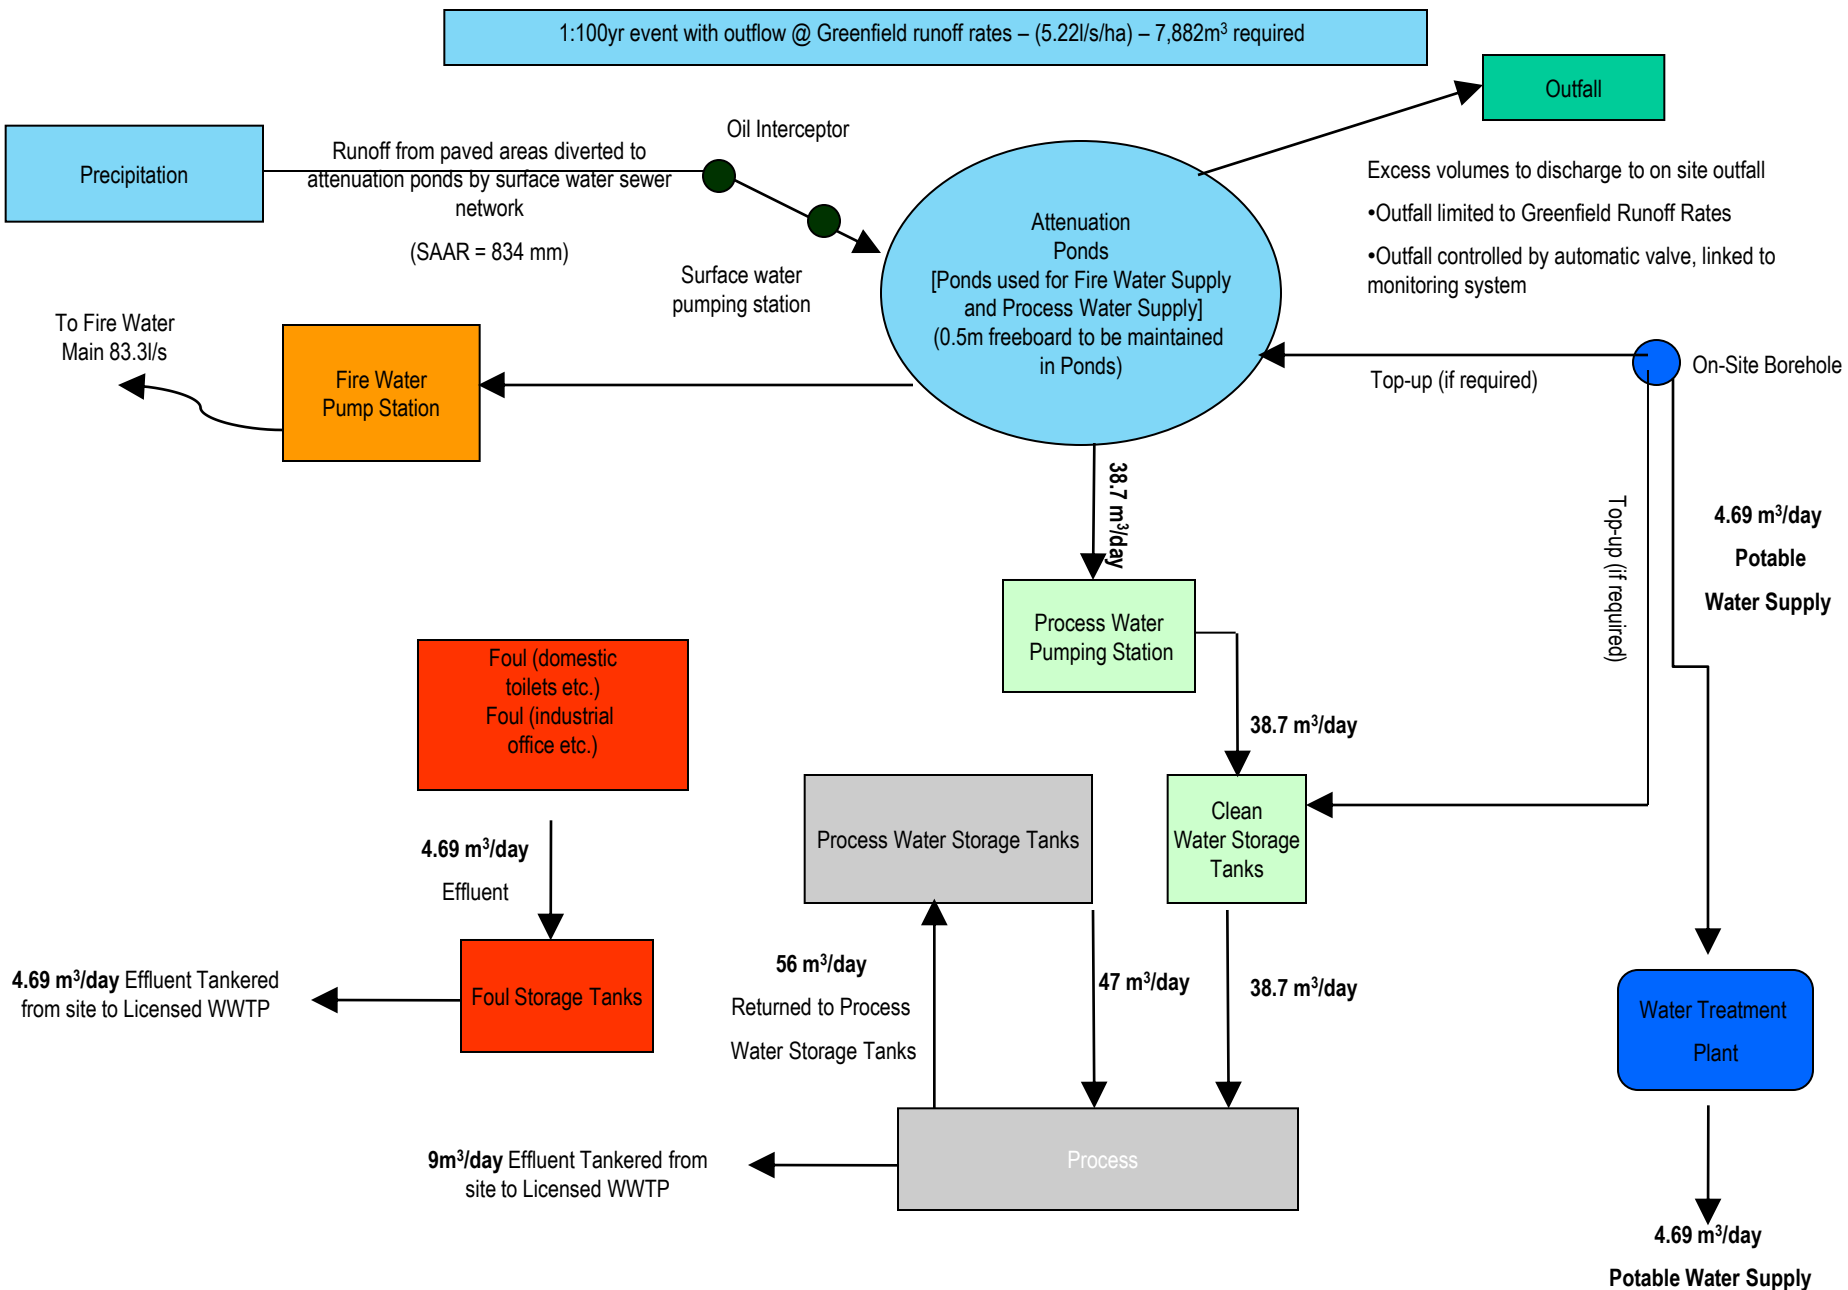 1:100yr event with outflow @ Greenfield runoff rates – (5.22l/s/ha) – 7,882m³ required
Outfall
Precipitation
Runoff from paved areas diverted to
attenuation ponds by surface water sewer
network
(SAAR = 834 mm)
Oil Interceptor
Surface water
pumping station
Attenuation
Ponds
[Ponds used for Fire Water Supply
and Process Water Supply]
(0.5m freeboard to be maintained
in Ponds)
Excess volumes to discharge to on site outfall
•Outfall limited to Greenfield Runoff Rates
•Outfall controlled by automatic valve, linked to
monitoring system
To Fire Water
Main 83.3l/s
Fire Water
Pump Station
Top-up (if required)
On-Site Borehole
38.7 m³/day
Top-up (if required)
4.69 m³/day
Potable
Water Supply
Process Water
Pumping Station
38.7 m³/day
Foul (domestic
toilets etc.)
Foul (industrial
office etc.)
4.69 m³/day
Effluent
Process Water Storage Tanks
Clean
Water Storage
Tanks
4.69 m³/day Effluent Tankered
from site to Licensed WWTP
Foul Storage Tanks
56 m³/day
Returned to Process
Water Storage Tanks
47 m³/day
38.7 m³/day
Water Treatment
Plant
9m³/day Effluent Tankered from
site to Licensed WWTP
Process
4.69 m³/day
Potable Water Supply